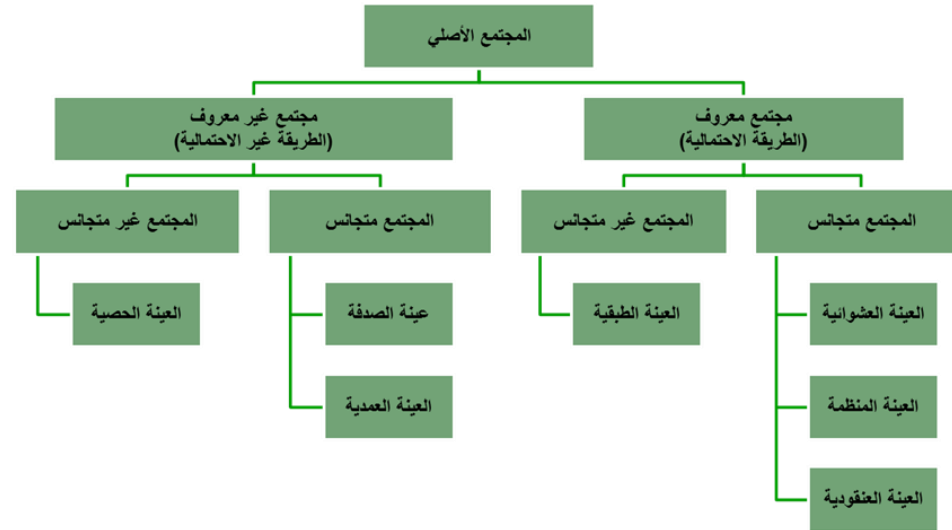 المجتمع الأصلي
مجتمع معروف
(الطريقة الاحتمالية)
مجتمع غير معروف
(الطريقة غير الاحتمالية)
المجتمع متجانس
المجتمع غير متجانس
المجتمع متجانس
المجتمع غير متجانس
العينة العشوائية
العينة الطبقية
عينة الصدفة
العينة الحصية
العينة المنظمة
العينة العمدية
العينة العنقودية